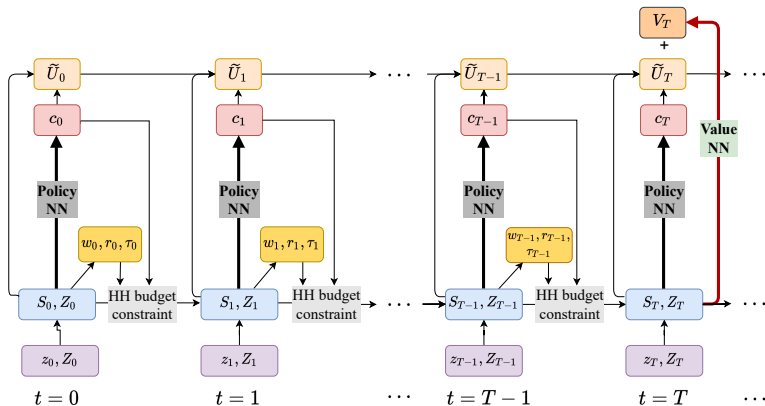 V_T
+
Ũ_0
Ũ_1
···
Ũ_{T−1}
Ũ_T
···
c_0
c_1
c_{T−1}
c_T
Value
NN
Policy
NN
Policy
NN
Policy
NN
Policy
NN
w_0, r_0, τ_0
w_1, r_1, τ_1
w_{T−1}, r_{T−1},
τ_{T−1}
S_0, Z_0
HH budget
constraint
S_1, Z_1
HH budget
constraint
···
S_{T−1}, Z_{T−1}
HH budget
constraint
S_T, Z_T
···
z_0, Z_0
z_1, Z_1
z_{T−1}, Z_{T−1}
z_T, Z_T
t = 0
t = 1
···
t = T − 1
t = T
···